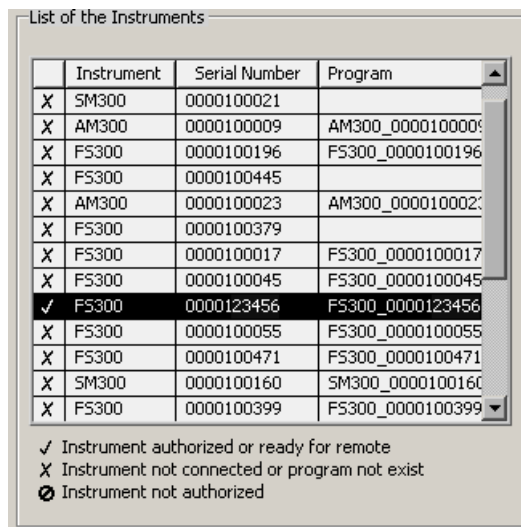 List of the Instruments
Instrument Serial Number Program
X SM300 0000100021
X AM300 0000100009 AM300_0000100009
X FS300 0000100196 FS300_0000100196
X FS300 0000100445
X AM300 0000100023 AM300_0000100023
X FS300 0000100379
X FS300 0000100017 FS300_0000100017
X FS300 0000100045 FS300_0000100045
✓ FS300 0000123456 FS300_0000123456
X FS300 0000100055 FS300_0000100055
X FS300 0000100471 FS300_0000100471
X SM300 0000100160 SM300_0000100160
X FS300 0000100399 FS300_0000100399
✓ Instrument authorized or ready for remote
X Instrument not connected or program not exist
Instrument not authorized